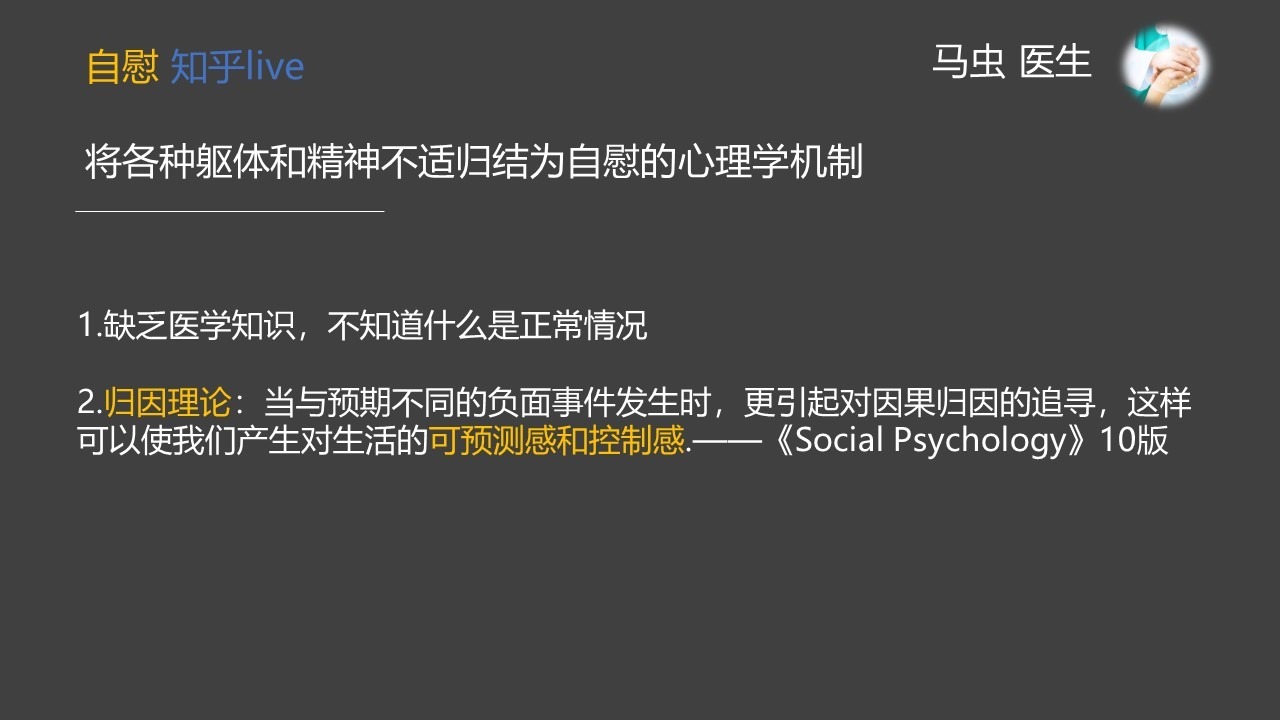 自慰 知乎live
马虫 医生
将各种躯体和精神不适归结为自慰的心理学机制
1.缺乏医学知识，不知道什么是正常情况
2.归因理论：当与预期不同的负面事件发生时，更引起对因果归因的追寻，这样
可以使我们产生对生活的可预测感和控制感.——《Social Psychology》10版